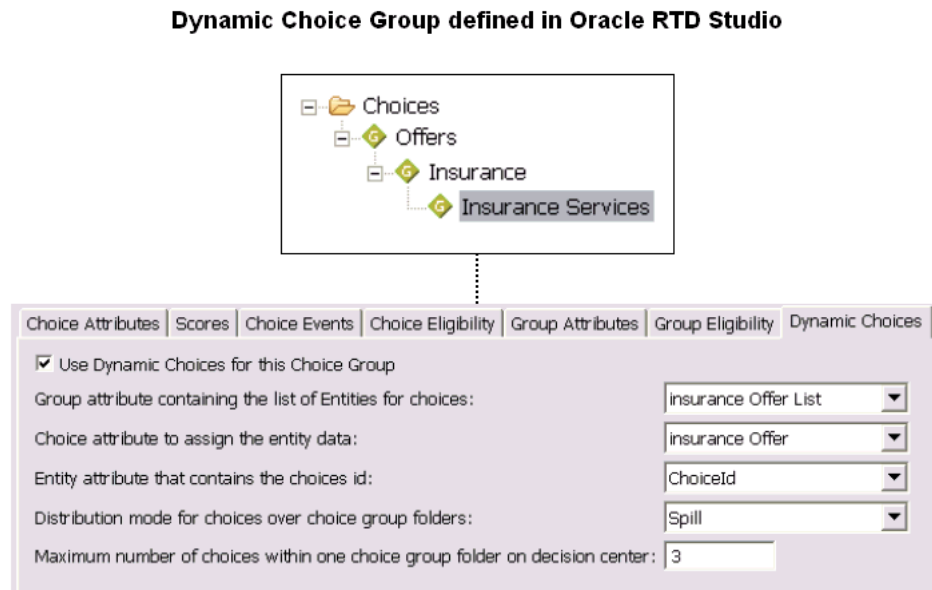 Dynamic Choice Group defined in Oracle RTD Studio
Choices
G Offers
G Insurance
G Insurance Services
Choice Attributes Scores Choice Events Choice Eligibility Group Attributes Group Eligibility Dynamic Choices
Use Dynamic Choices for this Choice Group
Group attribute containing the list of Entities for choices: insurance Offer List
Choice attribute to assign the entity data: insurance Offer
Entity attribute that contains the choices id: ChoiceId
Distribution mode for choices over choice group folders: Spill
Maximum number of choices within one choice group folder on decision center: 3